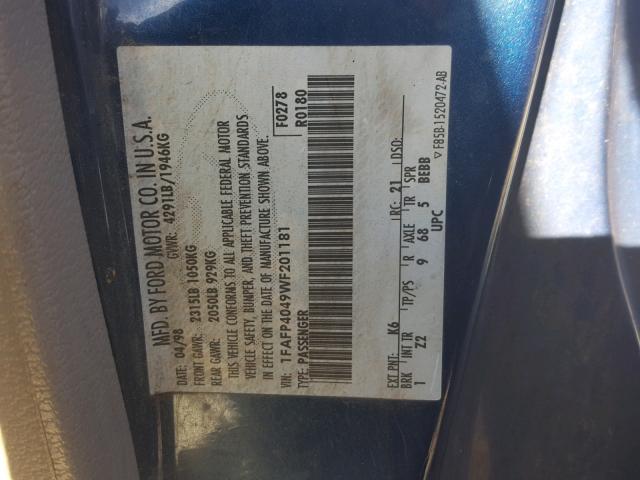 MFD. BY FORD MOTOR CO. IN U.S.A.
DATE: 04/98 GVWR: 4291LB/1946KG
FRONT GAWR: 2315LB 1050KG
REAR GAWR: 2050LB 929KG
THIS VEHICLE CONFORMS TO ALL APPLICABLE FEDERAL MOTOR
VEHICLE SAFETY, BUMPER, AND THEFT PREVENTION STANDARDS
IN EFFECT ON THE DATE OF MANUFACTURE SHOWN ABOVE.
VIN: 1FAFP4049WF201181 F0278
TYPE: PASSENGER R0180
EXT PNT: K6 RC: 21 DSO:
BRK INT TR TP/PS R AXLE TR SPR
1 Z2 9 68 5 BEBB
UPC
▽ F85B-1520472-AB